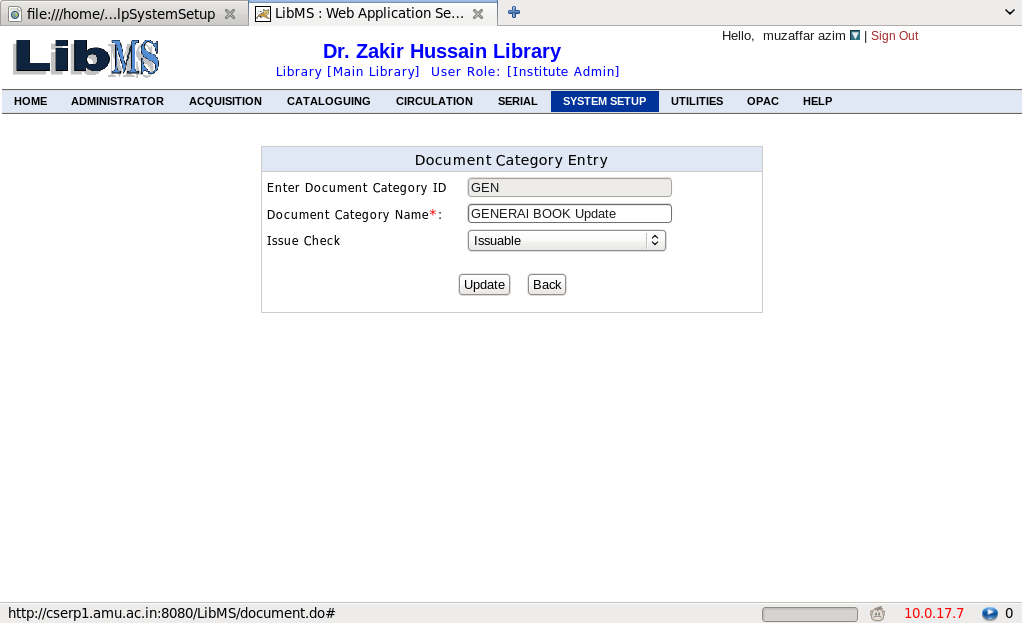 file:///home/...lpSystemSetup LibMS : Web Application Se...
LibMS
Dr. Zakir Hussain Library
Library [Main Library] User Role: [Institute Admin]
Hello, muzaffar azim | Sign Out
HOME ADMINISTRATOR ACQUISITION CATALOGUING CIRCULATION SERIAL SYSTEM SETUP UTILITIES OPAC HELP
Document Category Entry
Enter Document Category ID GEN
Document Category Name*: GENERAl BOOK Update
Issue Check Issuable
Update Back
http://cserp1.amu.ac.in:8080/LibMS/document.do# 10.0.17.7 0